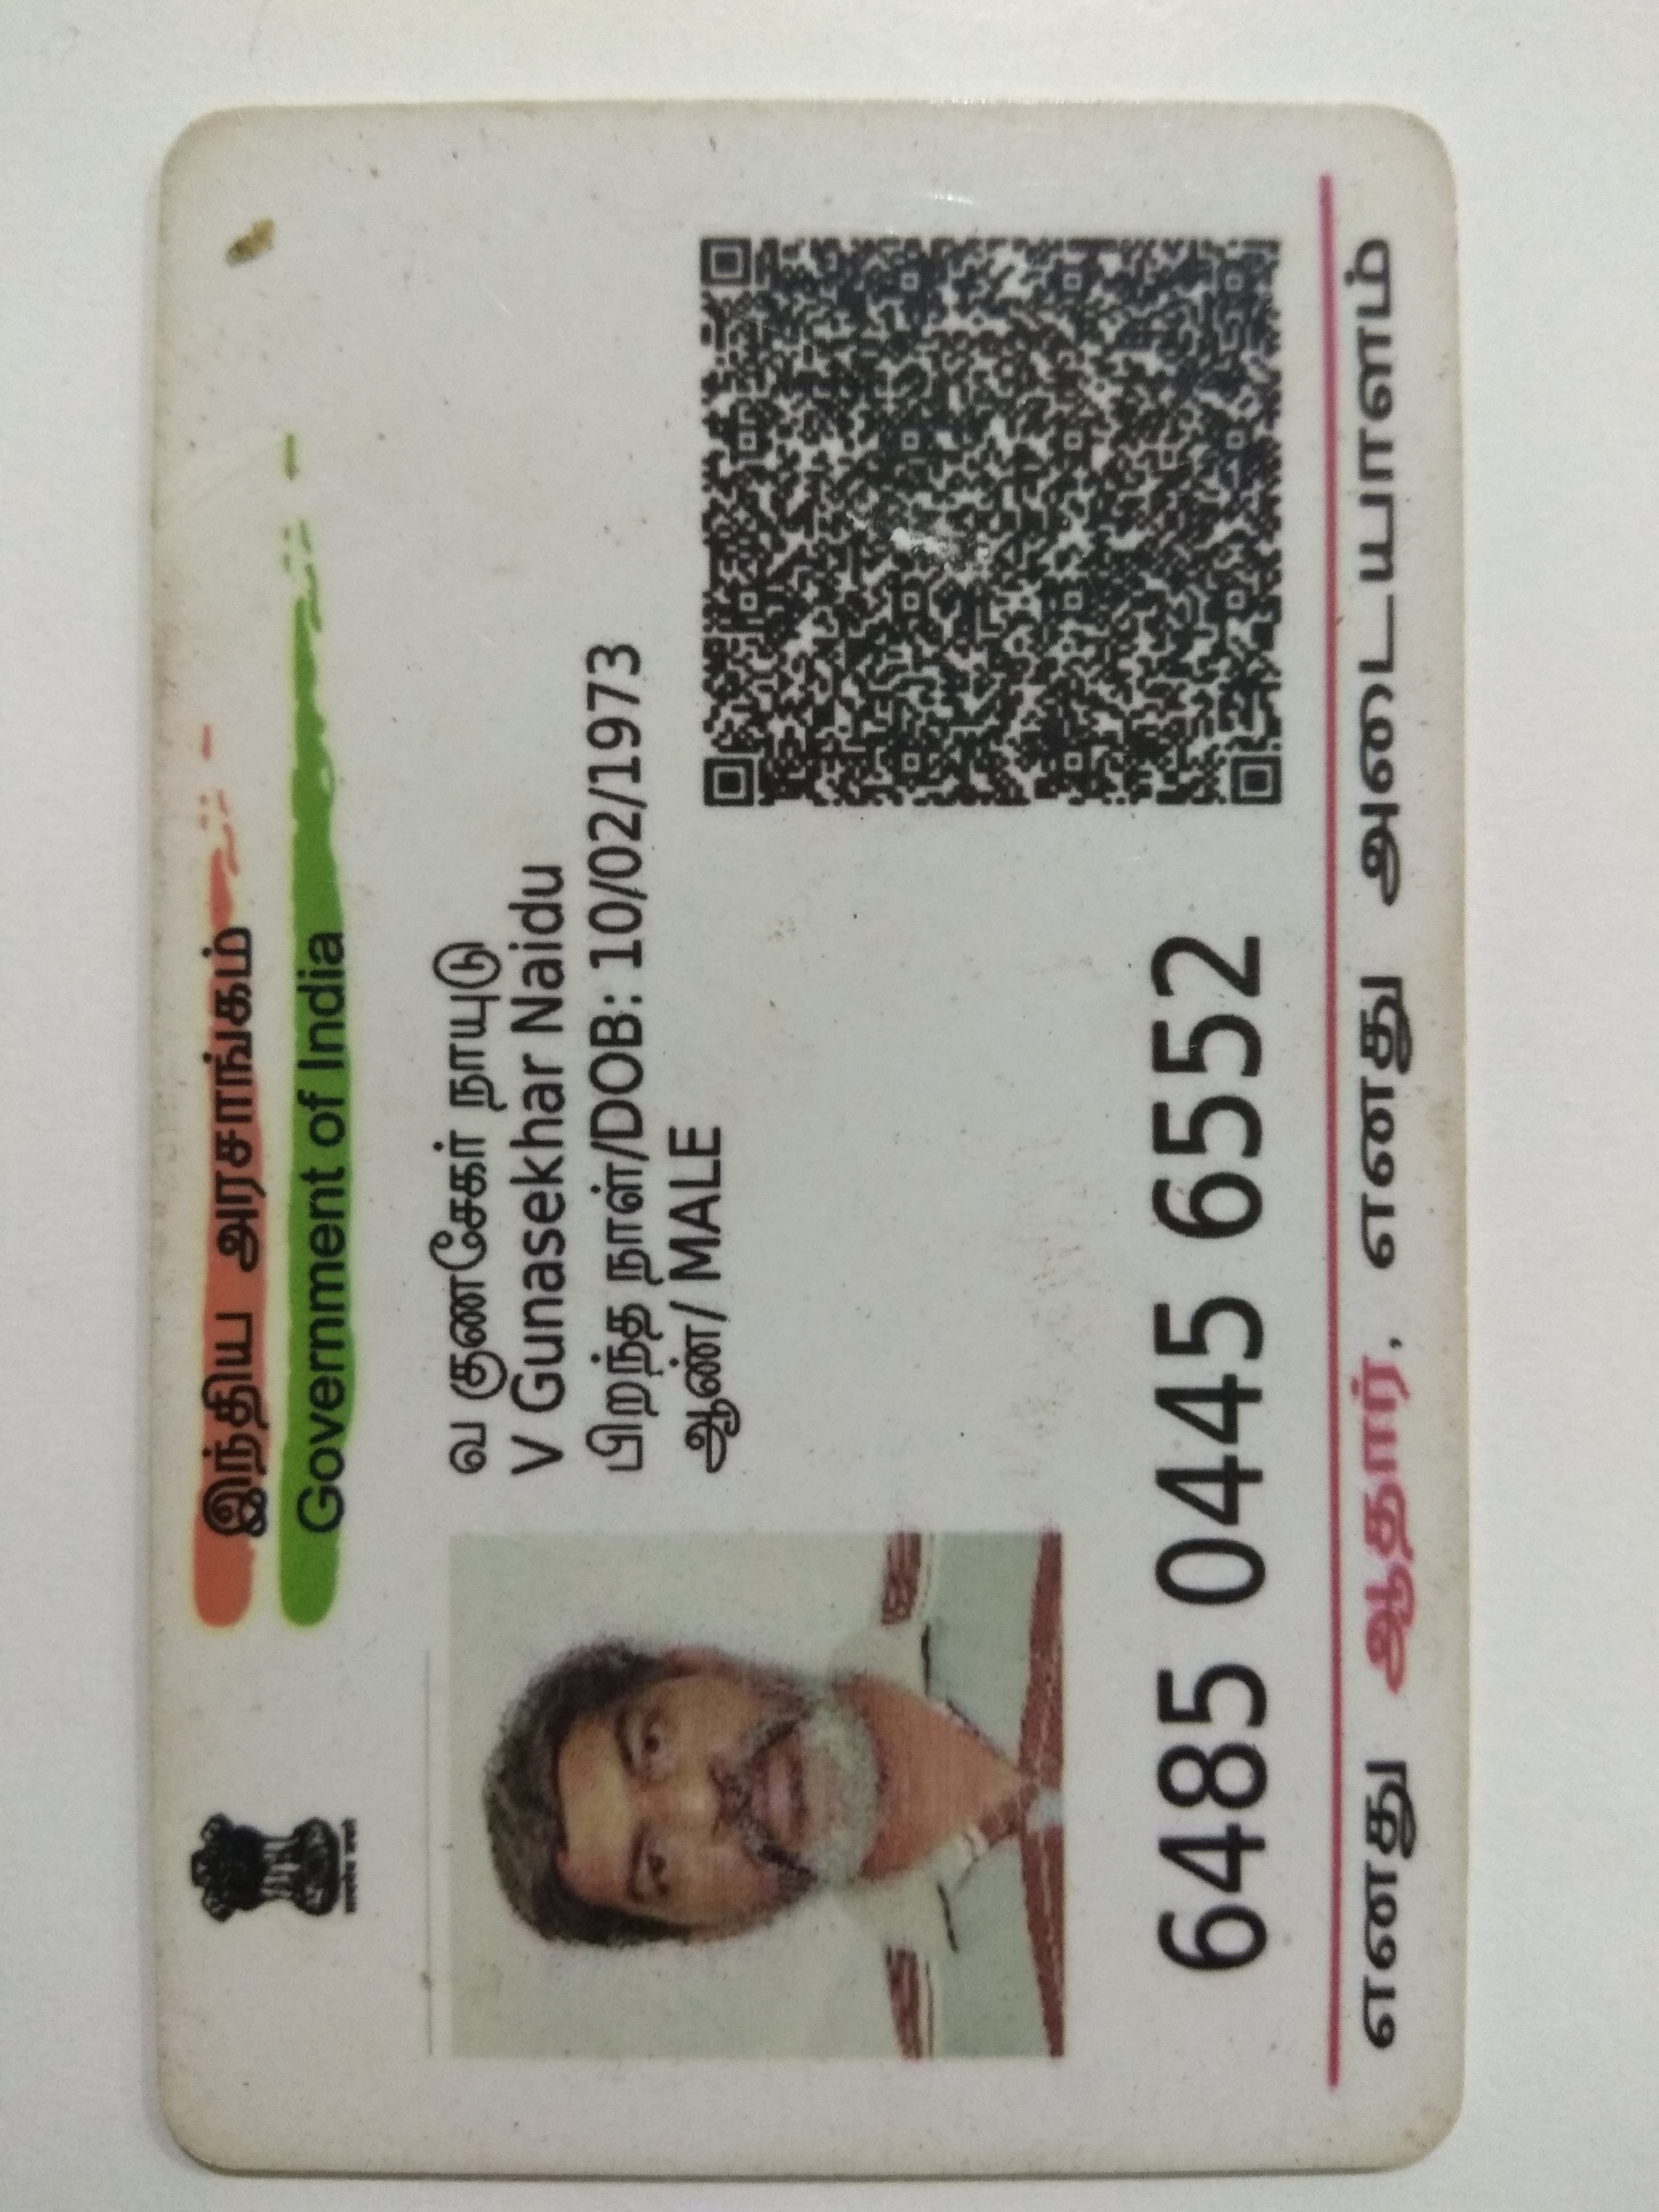 இந்திய அரசாங்கம்
Government of India
வ குணசேகர் நாயுடு
V Gunasekhar Naidu
பிறந்த நாள்/DOB: 10/02/1973
ஆண்/ MALE
6485 0445 6552
எனது ஆதார், எனது அடையாளம்